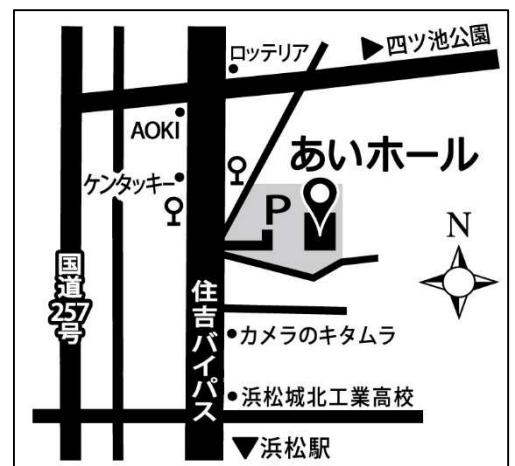 ロッテリア
▶四ツ池公園
AOKI
あいホール
ケンタッキー
P
N
国道257号
住吉バイパス
カメラのキタムラ
浜松城北工業高校
▼浜松駅